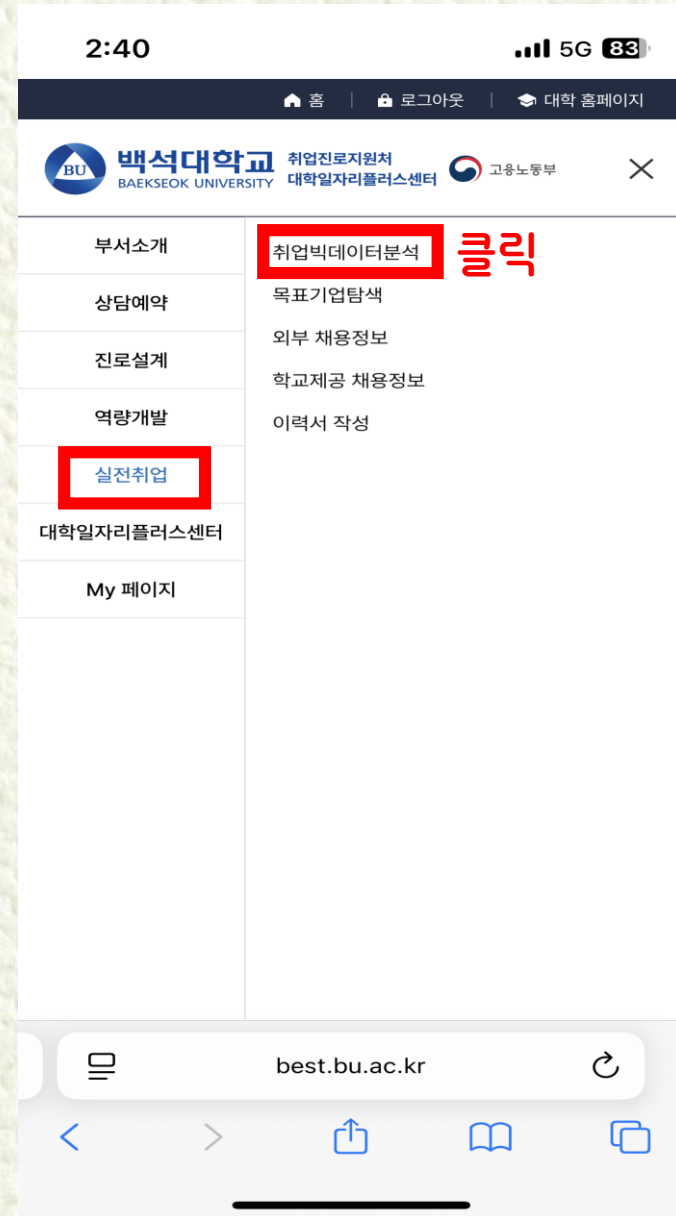 2:40 5G 83
홈 로그아웃 대학 홈페이지
BU 백석대학교 BAEKSEOK UNIVERSITY 취업진로지원처 대학일자리플러스센터 고용노동부
부서소개
상담예약
진로설계
역량개발
실전취업
대학일자리플러스센터
My 페이지
취업빅데이터분석 클릭
목표기업탐색
외부 채용정보
학교제공 채용정보
이력서 작성
best.bu.ac.kr